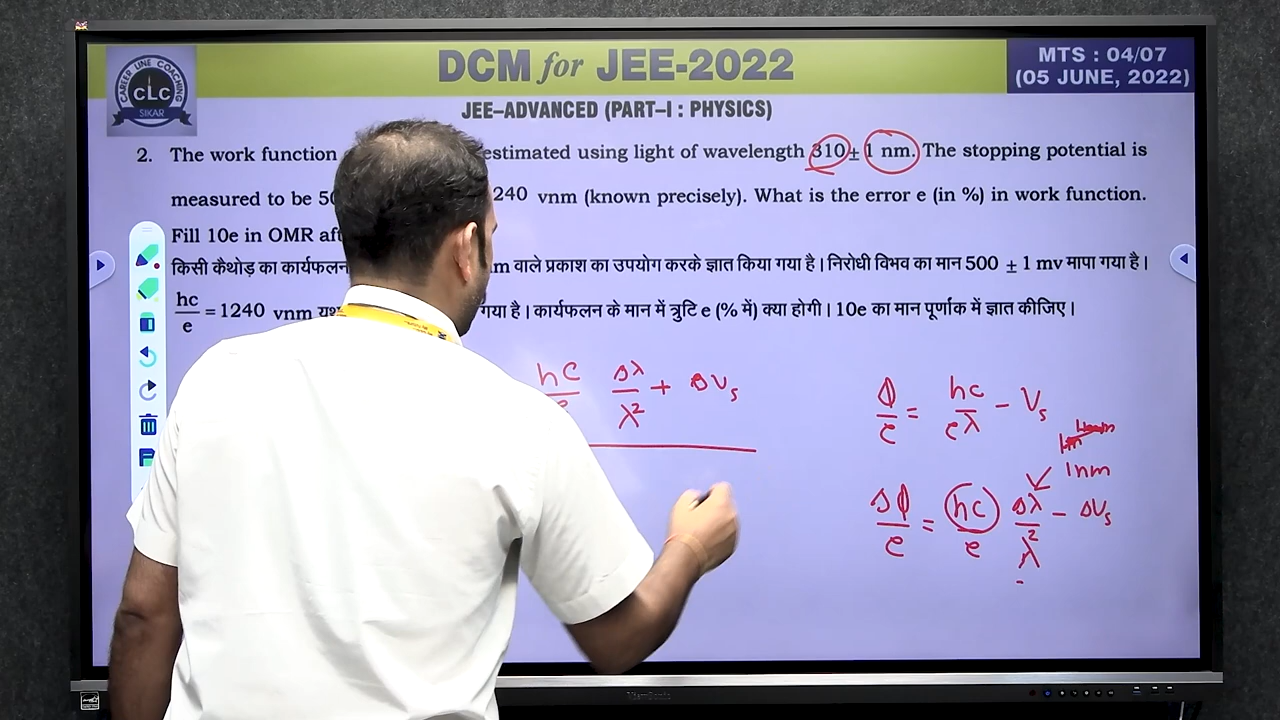 DCM for JEE-2022
MTS : 04/07
(05 JUNE, 2022)
CAREER LINE COACHING
CLC
SIKAR
JEE–ADVANCED (PART–I : PHYSICS)
2. The work function estimated using light of wavelength 310 ± 1 nm. The stopping potential is
measured to be 240 vnm (known precisely). What is the error e (in %) in work function.
Fill 10e in OMR
किसी कैथोड़ का कार्यफलन वाले प्रकाश का उपयोग करके ज्ञात किया गया है। निरोधी विभव का मान 500 ± 1 mv मापा गया है।
hc/e = 1240 vnm गया है। कार्यफलन के मान में त्रुटि e (% में) क्या होगी। 10e का मान पूर्णाक में ज्ञात कीजिए।
hc Δλ/λ² + ΔVs
ϕ/e = hc/eλ − Vs
1nm
Δϕ/e = hc/e Δλ/λ² − ΔVs